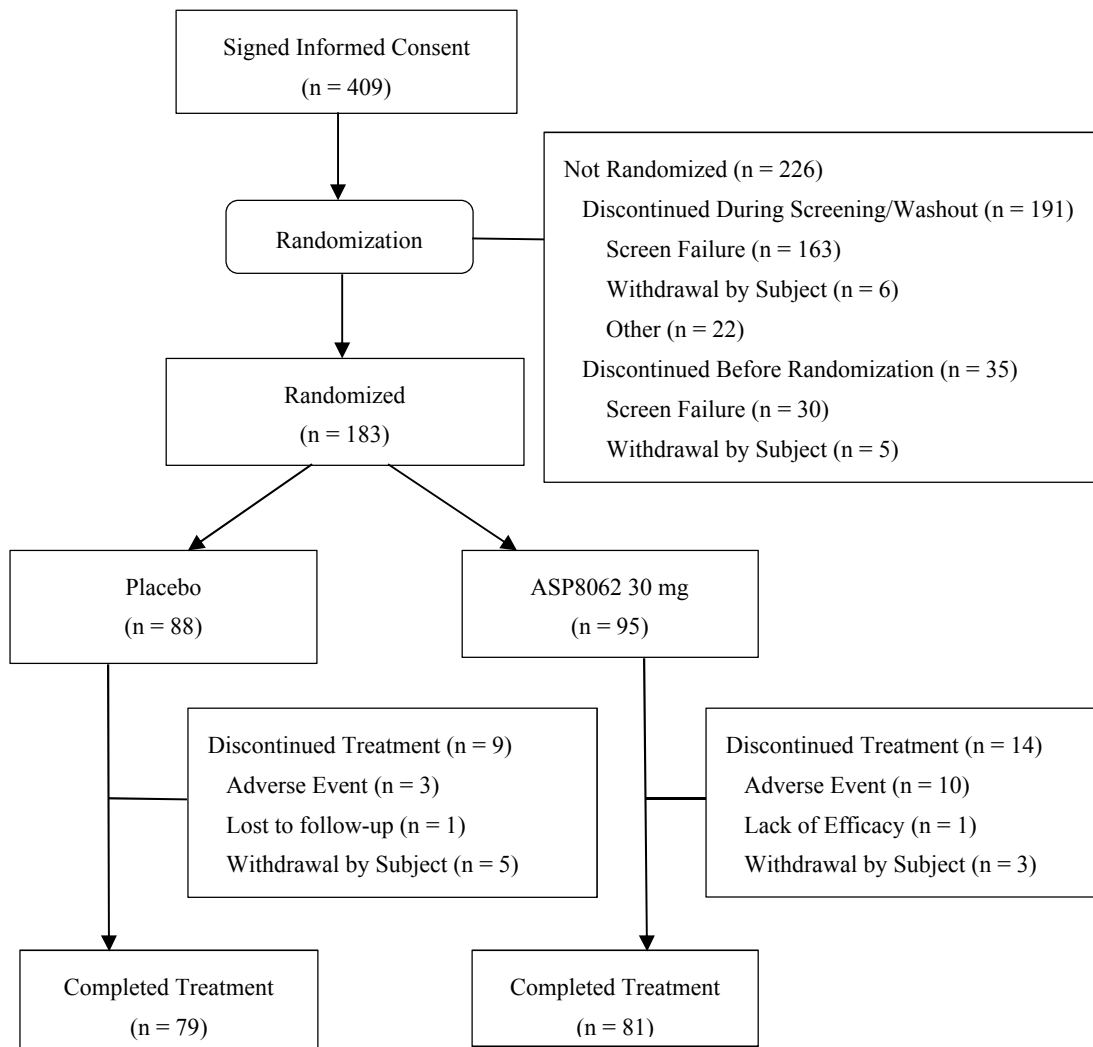 Signed Informed Consent
(n = 409)
Not Randomized (n = 226)
Discontinued During Screening/Washout (n = 191)
Screen Failure (n = 163)
Withdrawal by Subject (n = 6)
Other (n = 22)
Discontinued Before Randomization (n = 35)
Screen Failure (n = 30)
Withdrawal by Subject (n = 5)
Randomization
Randomized
(n = 183)
Placebo
(n = 88)
ASP8062 30 mg
(n = 95)
Discontinued Treatment (n = 9)
Adverse Event (n = 3)
Lost to follow-up (n = 1)
Withdrawal by Subject (n = 5)
Discontinued Treatment (n = 14)
Adverse Event (n = 10)
Lack of Efficacy (n = 1)
Withdrawal by Subject (n = 3)
Completed Treatment
(n = 79)
Completed Treatment
(n = 81)